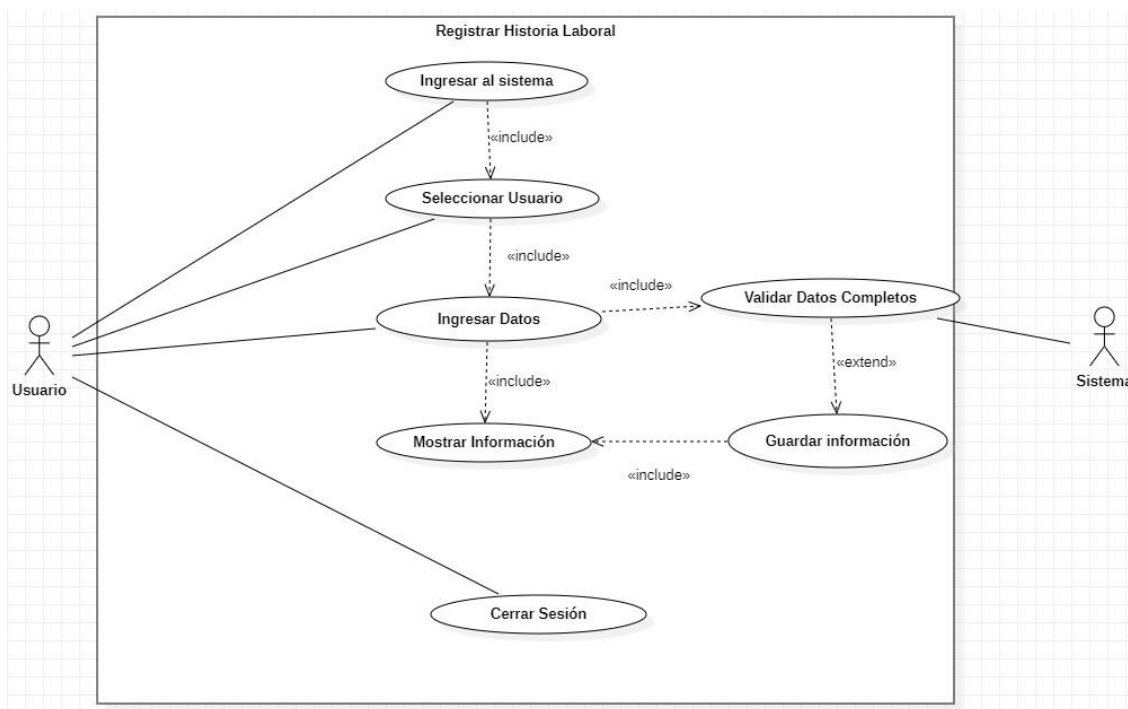 Registrar Historia Laboral
Ingresar al sistema
«include»
Seleccionar Usuario
«include»
«include»
Validar Datos Completos
Ingresar Datos
Usuario
Sistema
«include»
«extend»
Mostrar Información
Guardar información
«include»
Cerrar Sesión